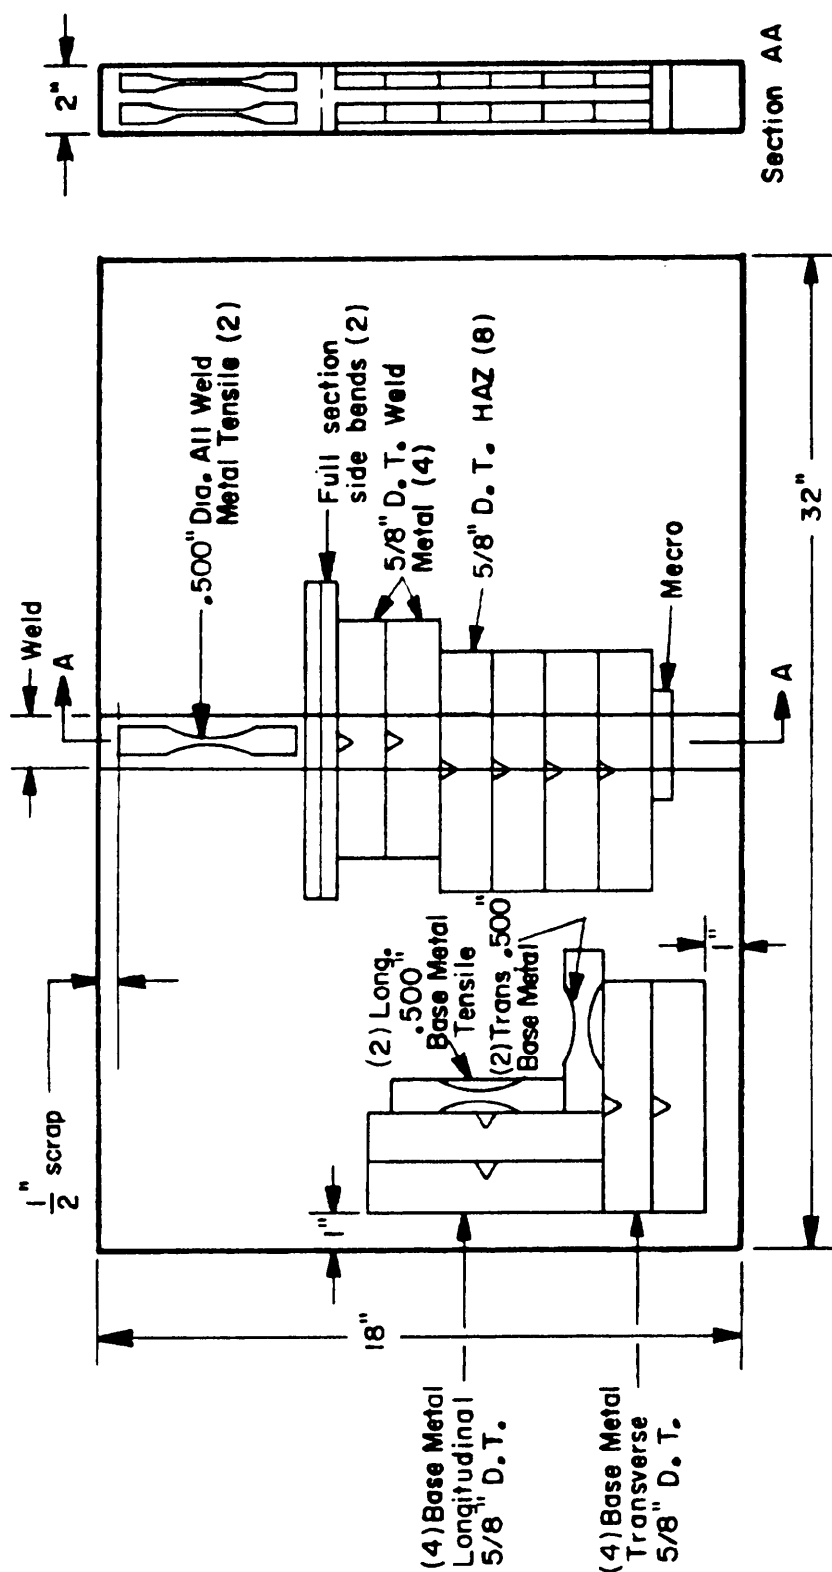 2"
Section AA
.500" Dia. All Weld
Metal Tensile (2)
Full section
side bends (2)
5/8" D. T. Weld
Metal (4)
5/8" D. T. HAZ (8)
Mecro
Weld
A
A
32"
(2) Long.
.500"
Base Metal
Tensile
(2) Trans .500"
Base Metal
1"
1/2" scrap
1"
18"
(4) Base Metal
Longitudinal
5/8" D. T.
(4) Base Metal
Transverse
5/8" D. T.